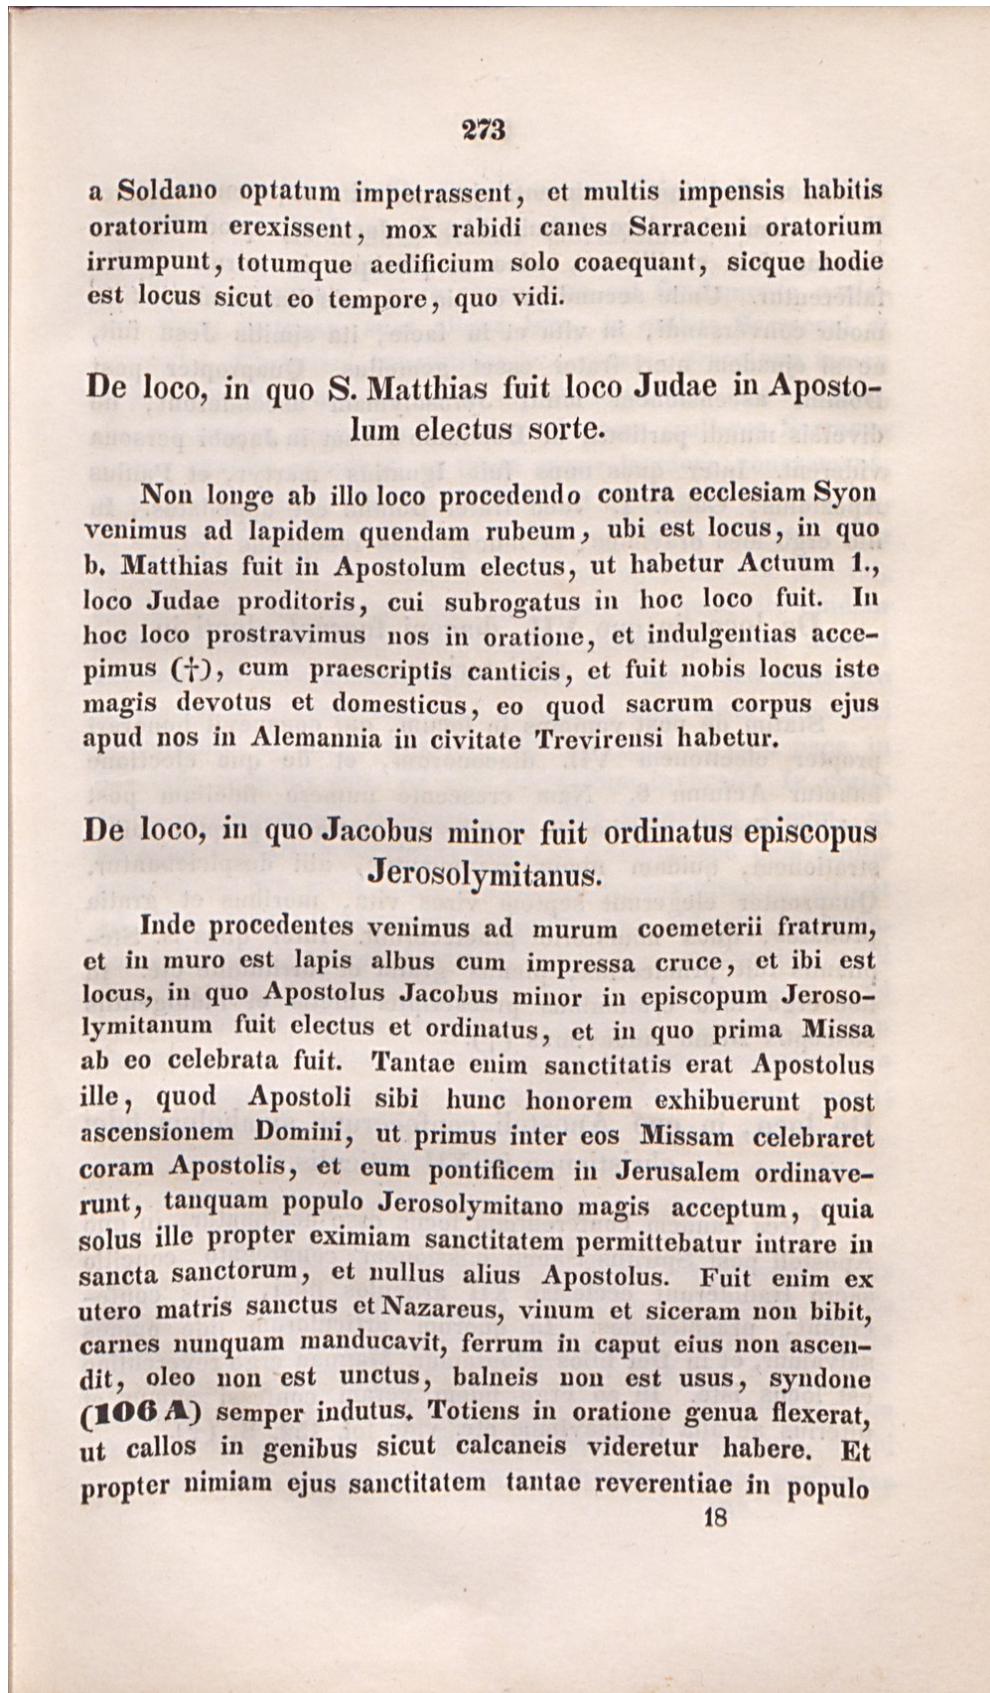 273
a Soldano optatum impetrassent, et multis impensis habitis
oratorium erexissent, mox rabidi canes Sarraceni oratorium
irrumpunt, totumque aedificium solo coaequant, sicque hodie
est locus sicut eo tempore, quo vidi.
De loco, in quo S. Matthias fuit loco Judae in Aposto-
lum electus sorte.
Non longe ab illo loco procedendo contra ecclesiam Syon
venimus ad lapidem quendam rubeum, ubi est locus, in quo
b. Matthias fuit in Apostolum electus, ut habetur Actuum 1.,
loco Judae proditoris, cui subrogatus in hoc loco fuit. In
hoc loco prostravimus nos in oratione, et indulgentias acce-
pimus (†), cum praescriptis canticis, et fuit nobis locus iste
magis devotus et domesticus, eo quod sacrum corpus ejus
apud nos in Alemannia in civitate Trevirensi habetur.
De loco, in quo Jacobus minor fuit ordinatus episcopus
Jerosolymitanus.
Inde procedentes venimus ad murum coemeterii fratrum,
et in muro est lapis albus cum impressa cruce, et ibi est
locus, in quo Apostolus Jacobus minor in episcopum Jeroso-
lymitanum fuit electus et ordinatus, et in quo prima Missa
ab eo celebrata fuit. Tantae enim sanctitatis erat Apostolus
ille, quod Apostoli sibi hunc honorem exhibuerunt post
ascensionem Domini, ut primus inter eos Missam celebraret
coram Apostolis, et eum pontificem in Jerusalem ordinave-
runt, tanquam populo Jerosolymitano magis acceptum, quia
solus ille propter eximiam sanctitatem permittebatur intrare in
sancta sanctorum, et nullus alius Apostolus. Fuit enim ex
utero matris sanctus et Nazareus, vinum et siceram non bibit,
carnes nunquam manducavit, ferrum in caput eius non ascen-
dit, oleo non est unctus, balneis non est usus, syndone
(106 A) semper indutus. Totiens in oratione genua flexerat,
ut callos in genibus sicut calcaneis videretur habere. Et
propter nimiam ejus sanctitatem tantae reverentiae in populo
18